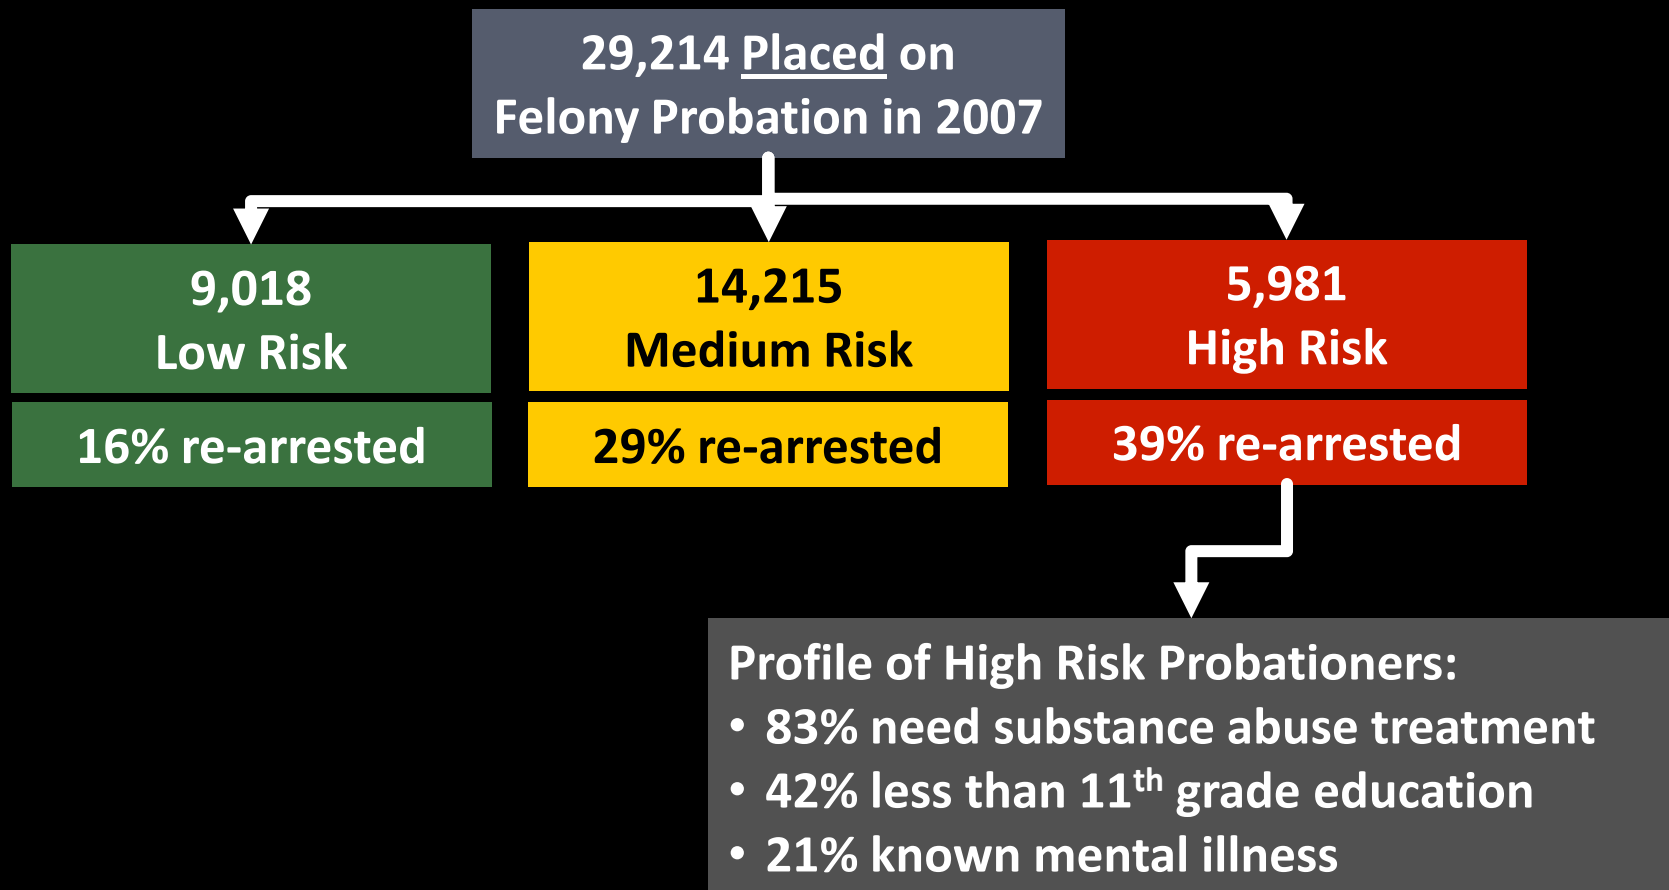 29,214 Placed on
Felony Probation in 2007
9,018
Low Risk
16% re-arrested
14,215
Medium Risk
29% re-arrested
5,981
High Risk
39% re-arrested
Profile of High Risk Probationers:
• 83% need substance abuse treatment
• 42% less than 11th grade education
• 21% known mental illness